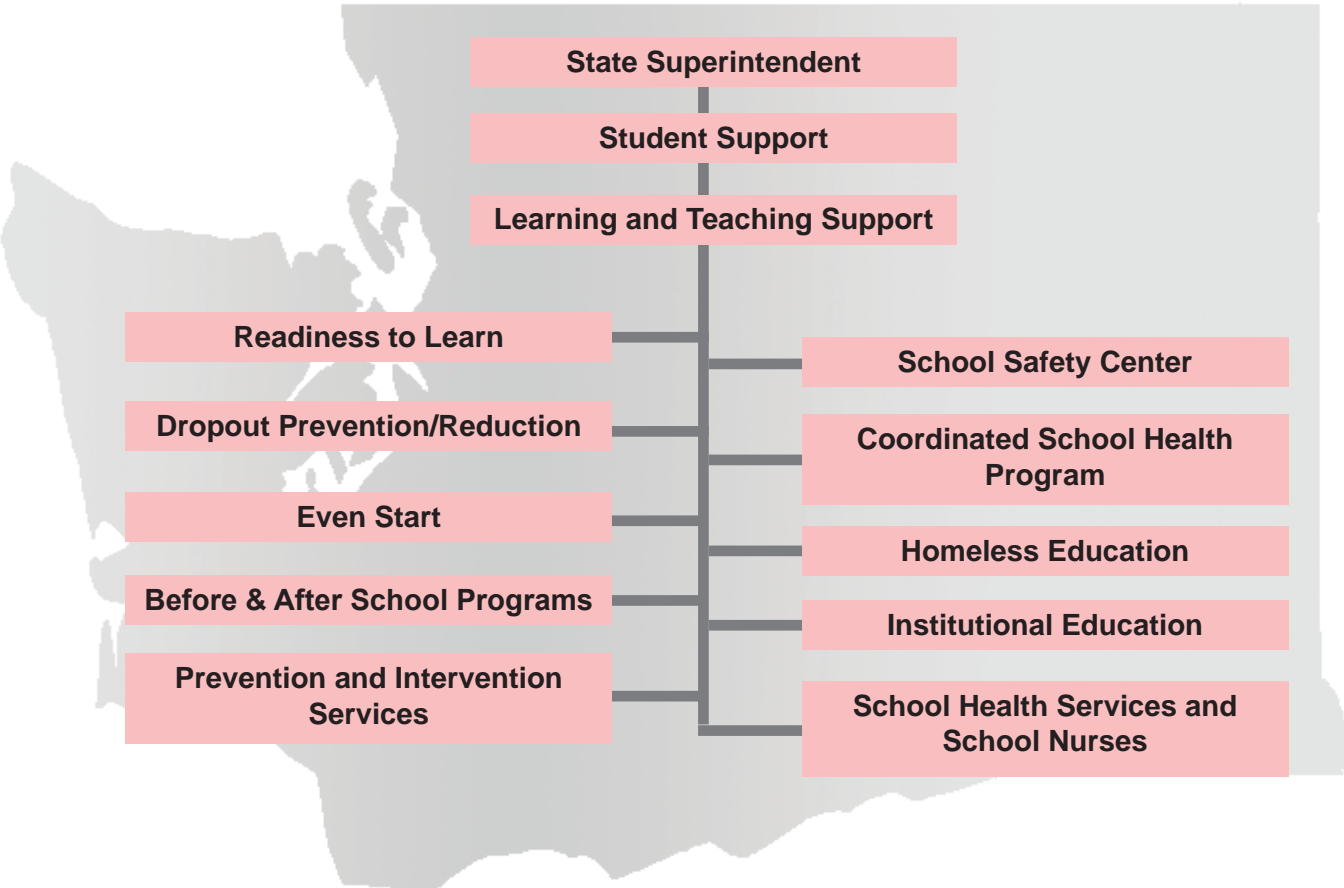 State Superintendent
Student Support
Learning and Teaching Support
Readiness to Learn
Dropout Prevention/Reduction
Even Start
Before & After School Programs
Prevention and Intervention
Services
School Safety Center
Coordinated School Health
Program
Homeless Education
Institutional Education
School Health Services and
School Nurses